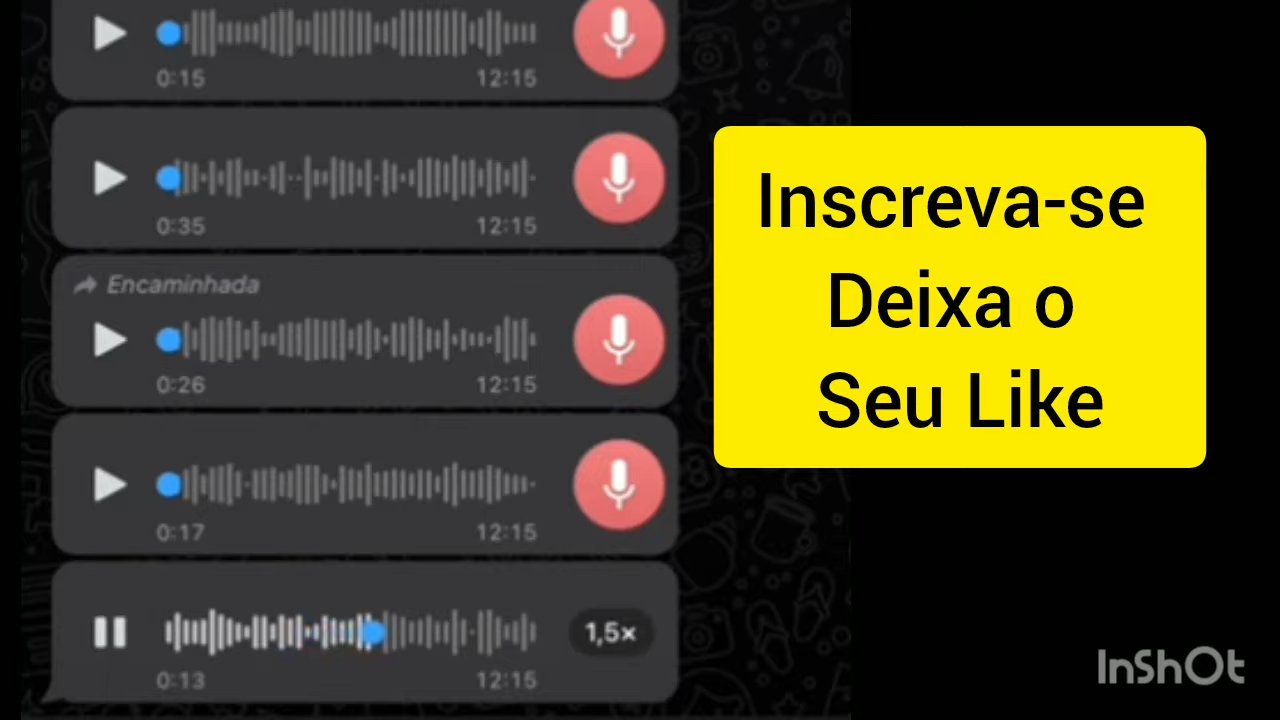 0:15 12:15
0:35 12:15
Encaminhada
0:26 12:15
0:17 12:15
1,5×
0:13 12:15
Inscreva-se
Deixa o
Seu Like
InShOt